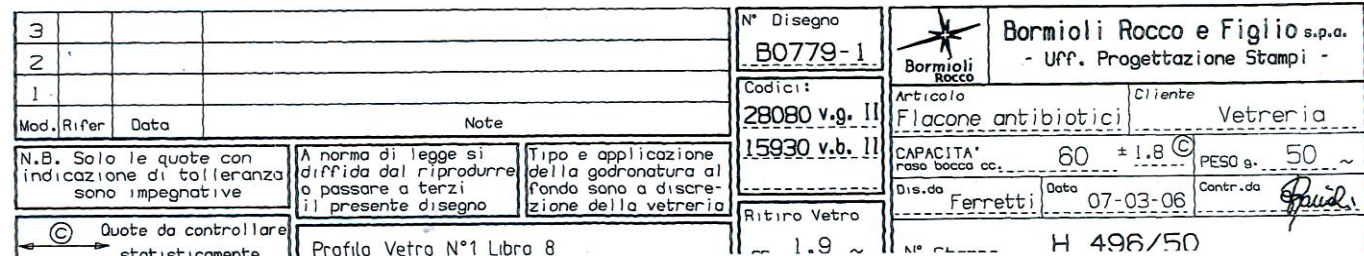 3
2
1
Mod. Rifer Data Note
N.B. Solo le quote con
indicazione di tolleranza
sono impegnative
A norma di legge si
diffida dal riprodurre
o passare a terzi
il presente disegno
Tipo e applicazione
della godronatura al
fondo sono a discre-
zione della vetreria
© Quote da controllare
statisticamente
Profilo Vetro N°1 Libro 8
N° Disegno
B0779-1
Codici:
28080 v.g. II
15930 v.b. II
Ritiro Vetro
1.9 ~
Bormioli
Rocco
Bormioli Rocco e Figlio s.p.a.
- Uff. Progettazione Stampi -
Articolo
Flacone antibiotici
Cliente
Vetreria
CAPACITA' raso bocca cc. 60 ± 1.8 ©
PESO g. 50 ~
Dis.da
Ferretti
Data
07-03-06
Contr.da
N°
H 496/50